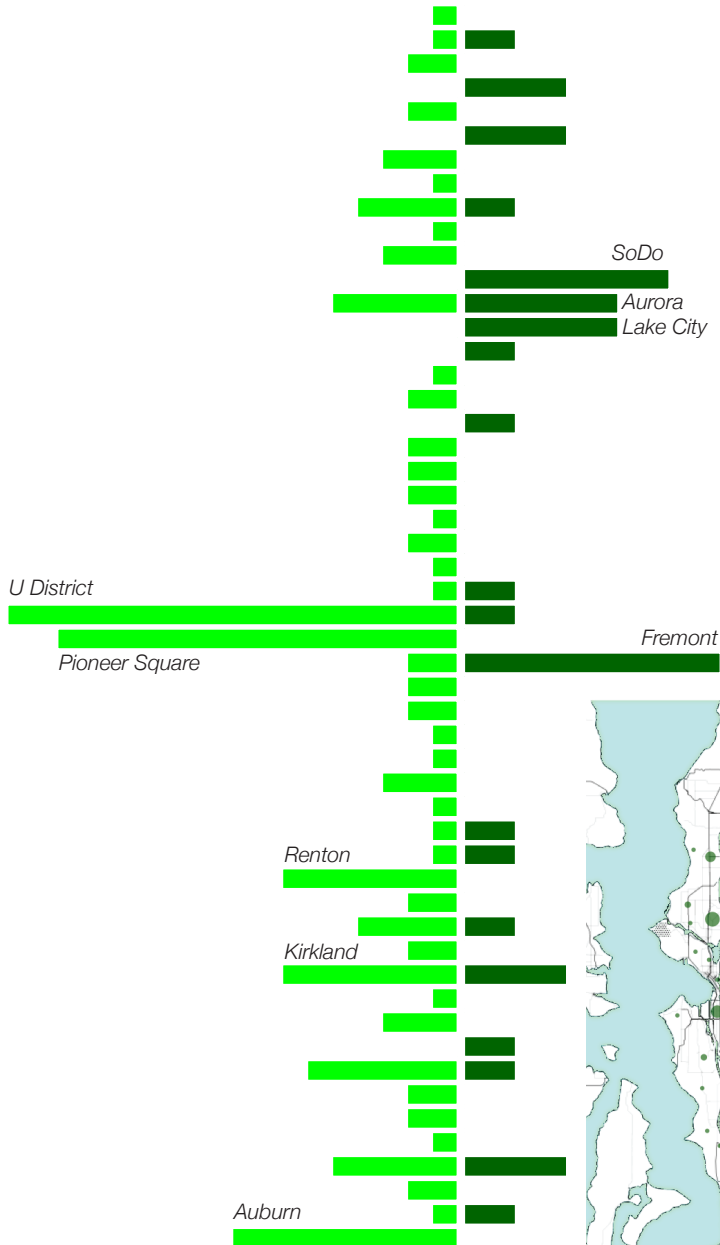 SoDo
Aurora
Lake City
U District
Fremont
Pioneer Square
Renton
Kirkland
Auburn